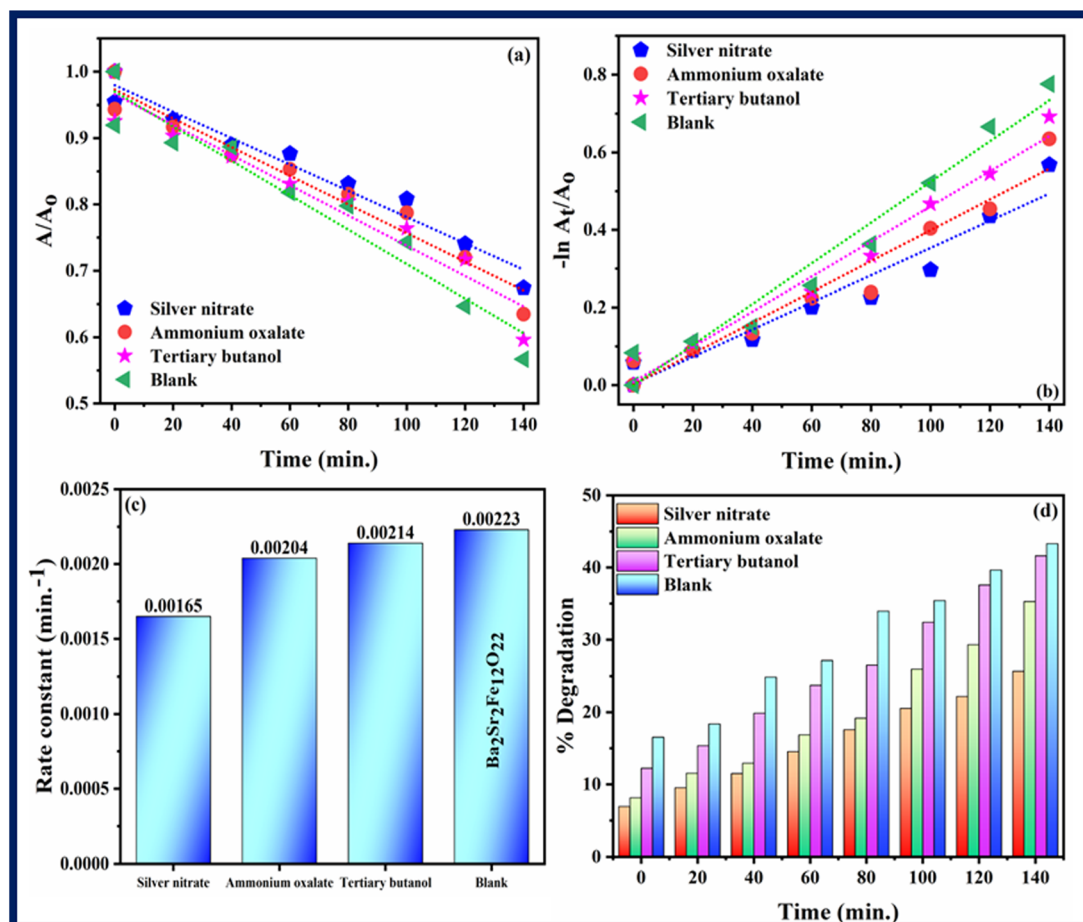 (a)
A/A₀
1.0
0.9
0.8
0.7
0.6
0.5
Silver nitrate
Ammonium oxalate
Tertiary butanol
Blank
0 20 40 60 80 100 120 140
Time (min.)
Silver nitrate
Ammonium oxalate
Tertiary butanol
Blank
-ln Aₜ/A₀
0.8
0.6
0.4
0.2
0.0
(b)
0 20 40 60 80 100 120 140
Time (min.)
(c)
Rate constant (min.⁻¹)
0.0025
0.0020
0.0015
0.0010
0.0005
0.0000
0.00165
0.00204
0.00214
0.00223
Ba₂Sr₂Fe₁₂O₂₂
Silver nitrate Ammonium oxalate Tertiary butanol Blank
(d)
% Degradation
50
40
30
20
10
0
Silver nitrate
Ammonium oxalate
Tertiary butanol
Blank
0 20 40 60 80 100 120 140
Time (min.)